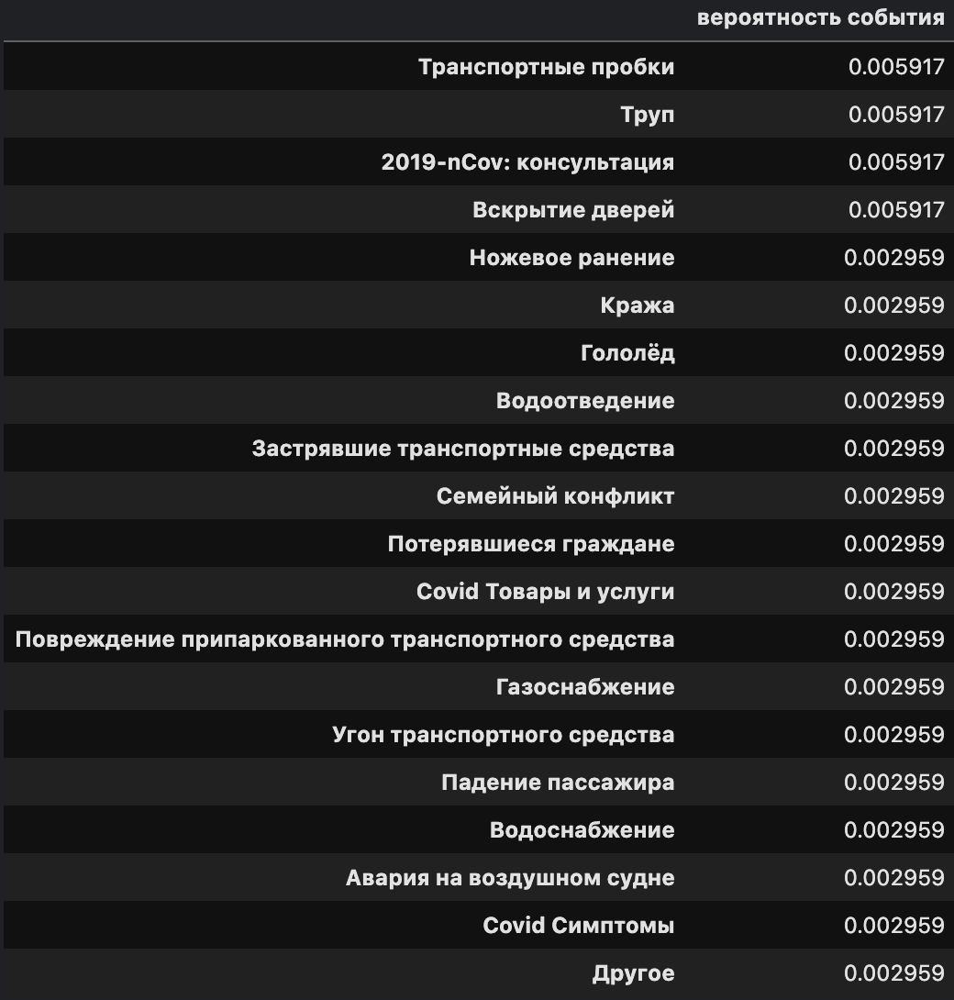 вероятность события
Транспортные пробки 0.005917
Труп 0.005917
2019-nCov: консультация 0.005917
Вскрытие дверей 0.005917
Ножевое ранение 0.002959
Кража 0.002959
Гололёд 0.002959
Водоотведение 0.002959
Застрявшие транспортные средства 0.002959
Семейный конфликт 0.002959
Потерявшиеся граждане 0.002959
Covid Товары и услуги 0.002959
Повреждение припаркованного транспортного средства 0.002959
Газоснабжение 0.002959
Угон транспортного средства 0.002959
Падение пассажира 0.002959
Водоснабжение 0.002959
Авария на воздушном судне 0.002959
Covid Симптомы 0.002959
Другое 0.002959